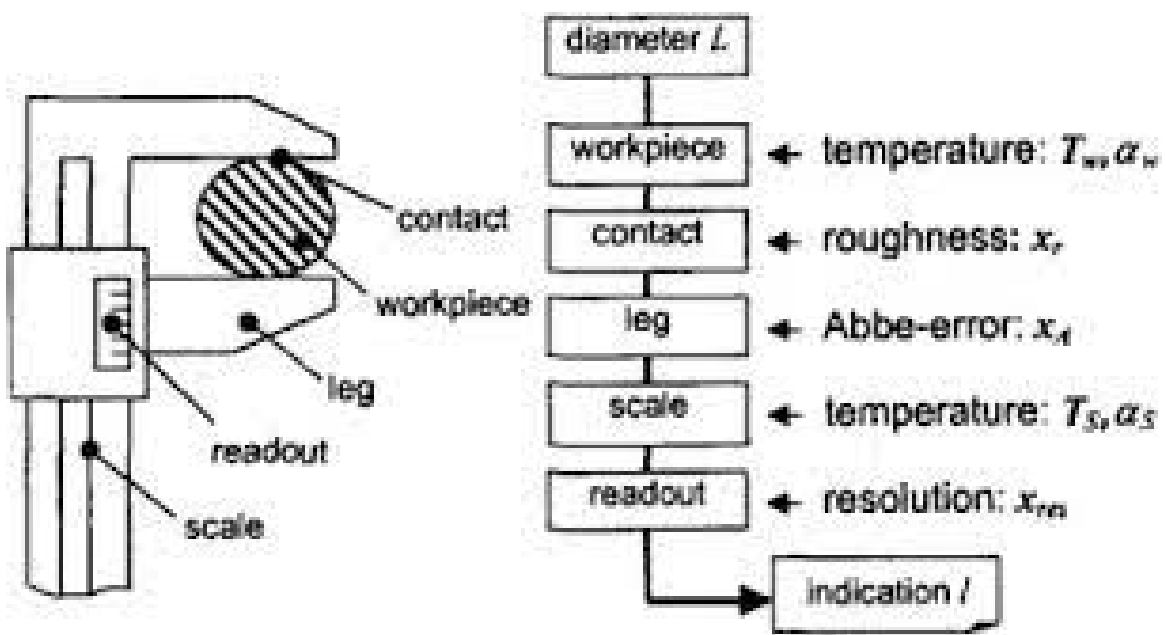 contact
workpiece
leg
readout
scale
diameter L
workpiece
temperature: Tw, αw
contact
roughness: xr
leg
Abbe-error: xA
scale
temperature: TS, αS
readout
resolution: xres
indication l